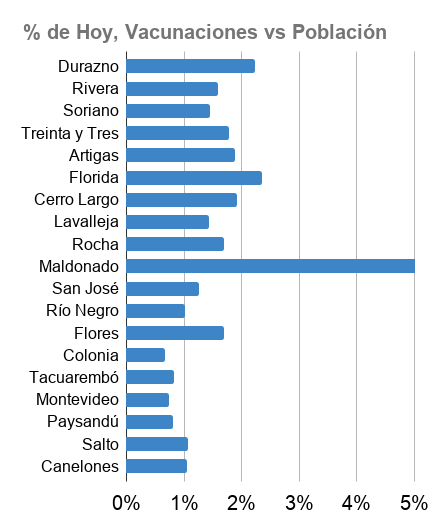 % de Hoy, Vacunaciones vs Población
Durazno
Rivera
Soriano
Treinta y Tres
Artigas
Florida
Cerro Largo
Lavalleja
Rocha
Maldonado
San José
Río Negro
Flores
Colonia
Tacuarembó
Montevideo
Paysandú
Salto
Canelones
0% 1% 2% 3% 4% 5%